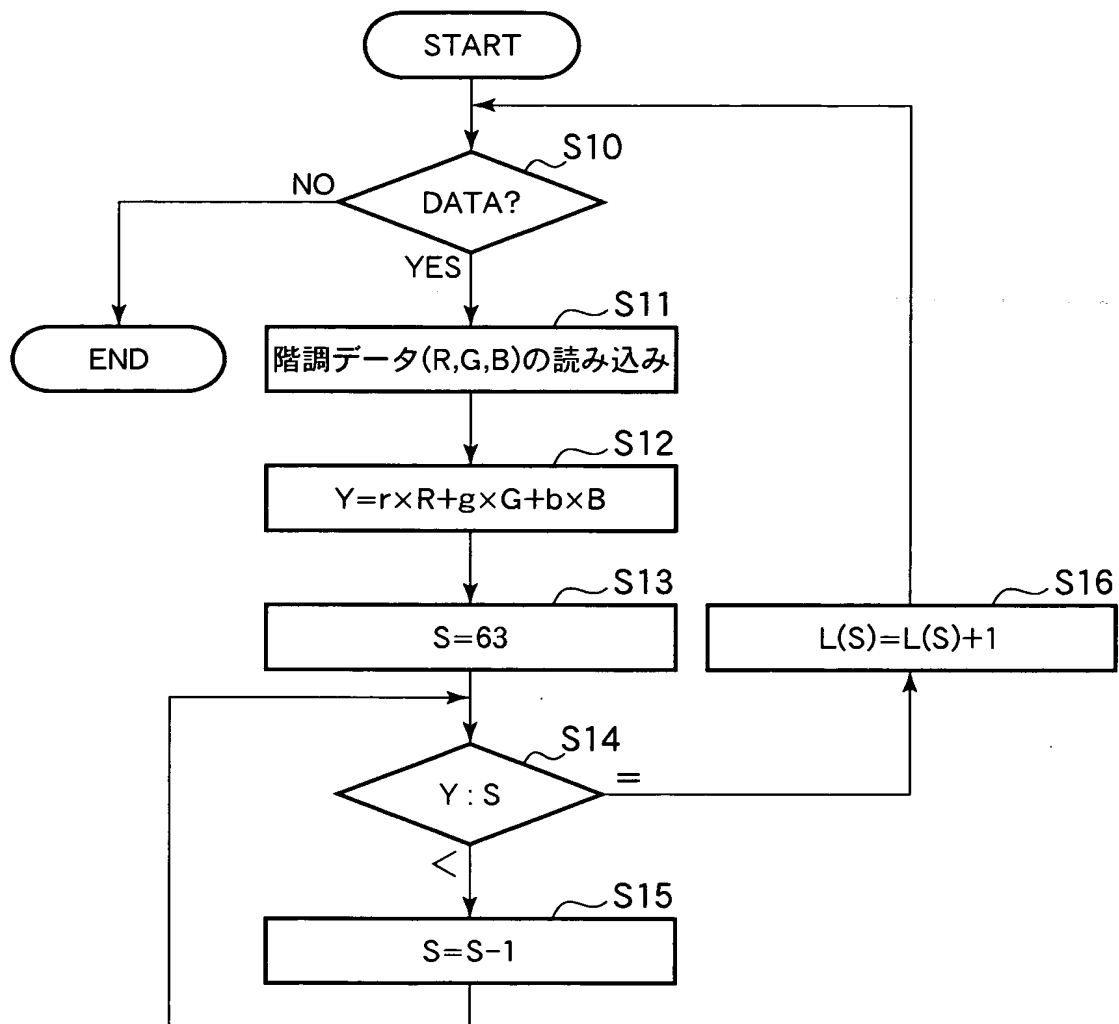 START
S10
NO
DATA?
YES
S11
END
階調データ(R,G,B)の読み込み
S12
Y=r×R+g×G+b×B
S13
S16
S=63
L(S)=L(S)+1
S14
=
Y : S
<
S15
S=S-1